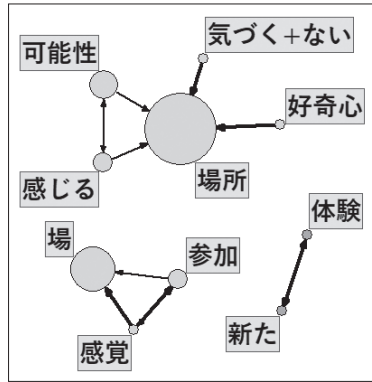 気づく+ない
可能性
好奇心
感じる
場所
体験
場
参加
新た
感覚